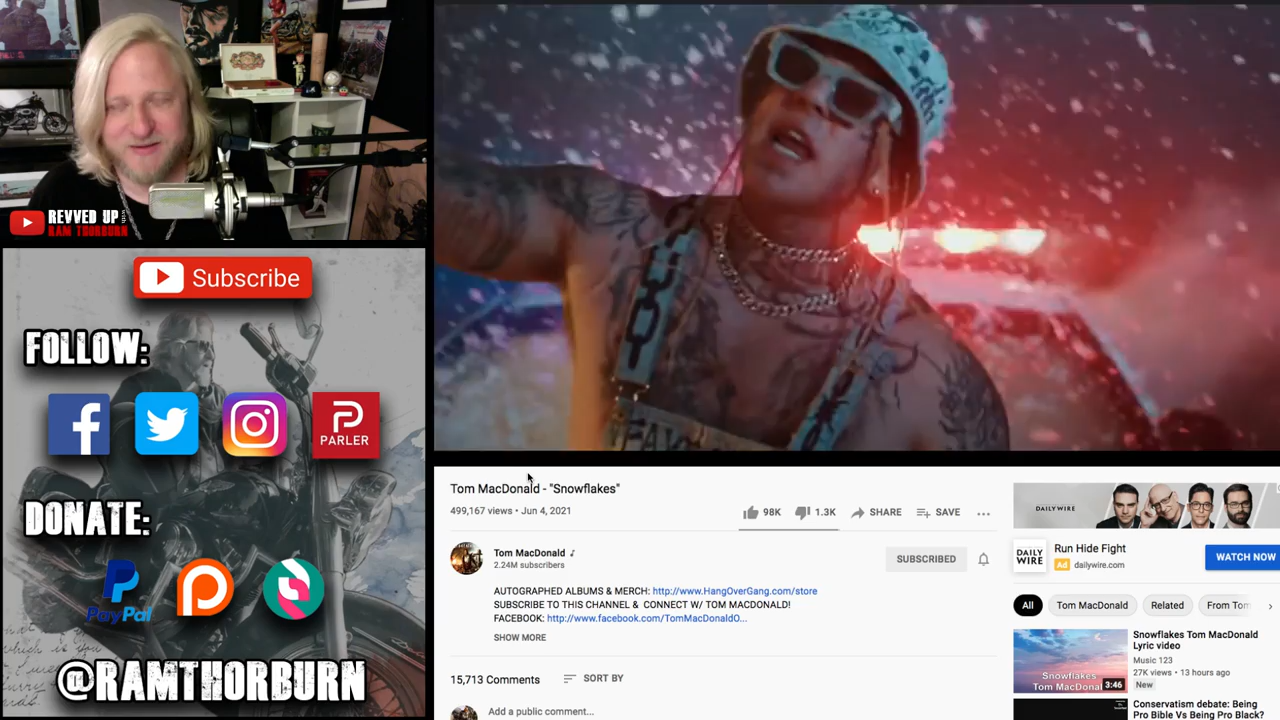 REVVED UP with
RAM THORBURN
Subscribe
FOLLOW:
PARLER
DONATE:
PayPal
@RAMTHORBURN
Tom MacDonald - "Snowflakes"
499,167 views • Jun 4, 2021
98K
1.3K
SHARE
SAVE
Tom MacDonald
2.24M subscribers
SUBSCRIBED
AUTOGRAPHED ALBUMS & MERCH: http://www.HangOverGang.com/store
SUBSCRIBE TO THIS CHANNEL & CONNECT W/ TOM MACDONALD!
FACEBOOK: http://www.facebook.com/TomMacDonaldO...
SHOW MORE
15,713 Comments
SORT BY
Add a public comment...
DAILY WIRE
DAILY
WIRE
Run Hide Fight
Ad dailywire.com
WATCH NOW
All
Tom MacDonald
Related
From Tom
Snowflakes
Tom MacDonald
3:46
Snowflakes Tom MacDonald
Lyric video
Music 123
27K views • 13 hours ago
New
Conservatism debate: Being
Pro Bible Vs Being Pro Black?